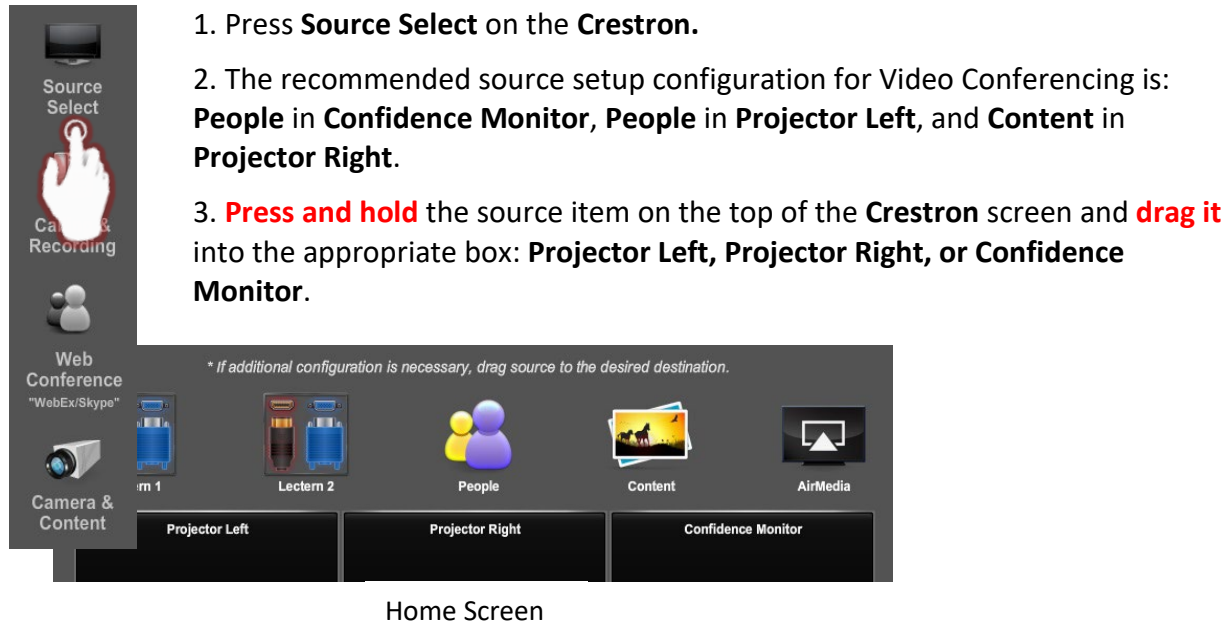 1. Press Source Select on the Crestron.
2. The recommended source setup configuration for Video Conferencing is:
People in Confidence Monitor, People in Projector Left, and Content in
Projector Right.
3. Press and hold the source item on the top of the Crestron screen and drag it
into the appropriate box: Projector Left, Projector Right, or Confidence
Monitor.
Source
Select
&
Recording
Web
Conference
"WebEx/Skype"
Camera &
Content
* If additional configuration is necessary, drag source to the desired destination.
1
Lectern 2
People
Content
AirMedia
Projector Left
Projector Right
Confidence Monitor
Home Screen